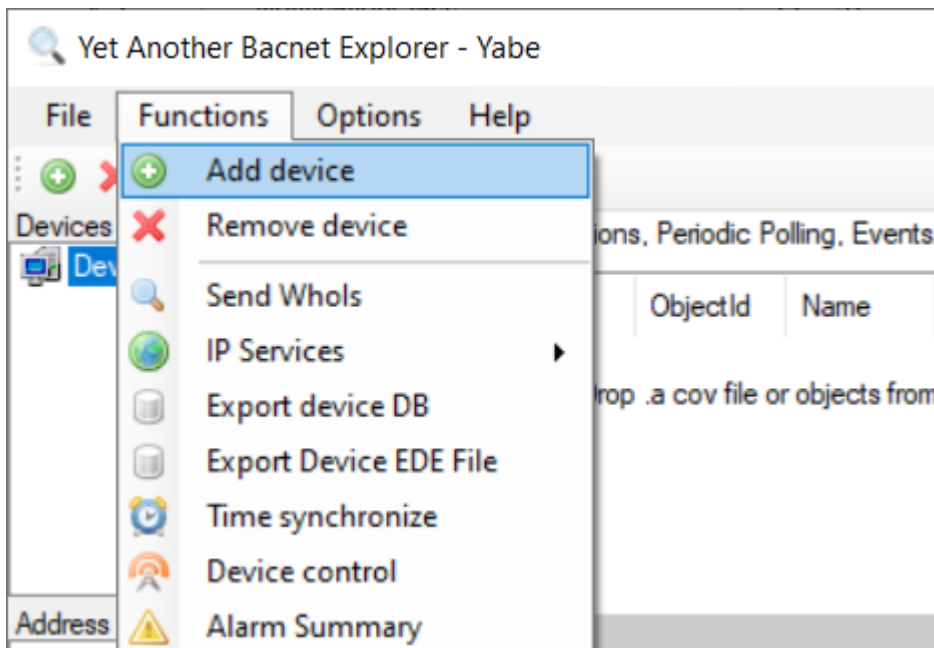 Yet Another Bacnet Explorer - Yabe
File Functions Options Help
Add device
Devices
Remove device
ions, Periodic Polling, Events
Dev
Send WhoIs
ObjectId Name
IP Services
Export device DB
rop .a cov file or objects from
Export Device EDE File
Time synchronize
Device control
Address
Alarm Summary